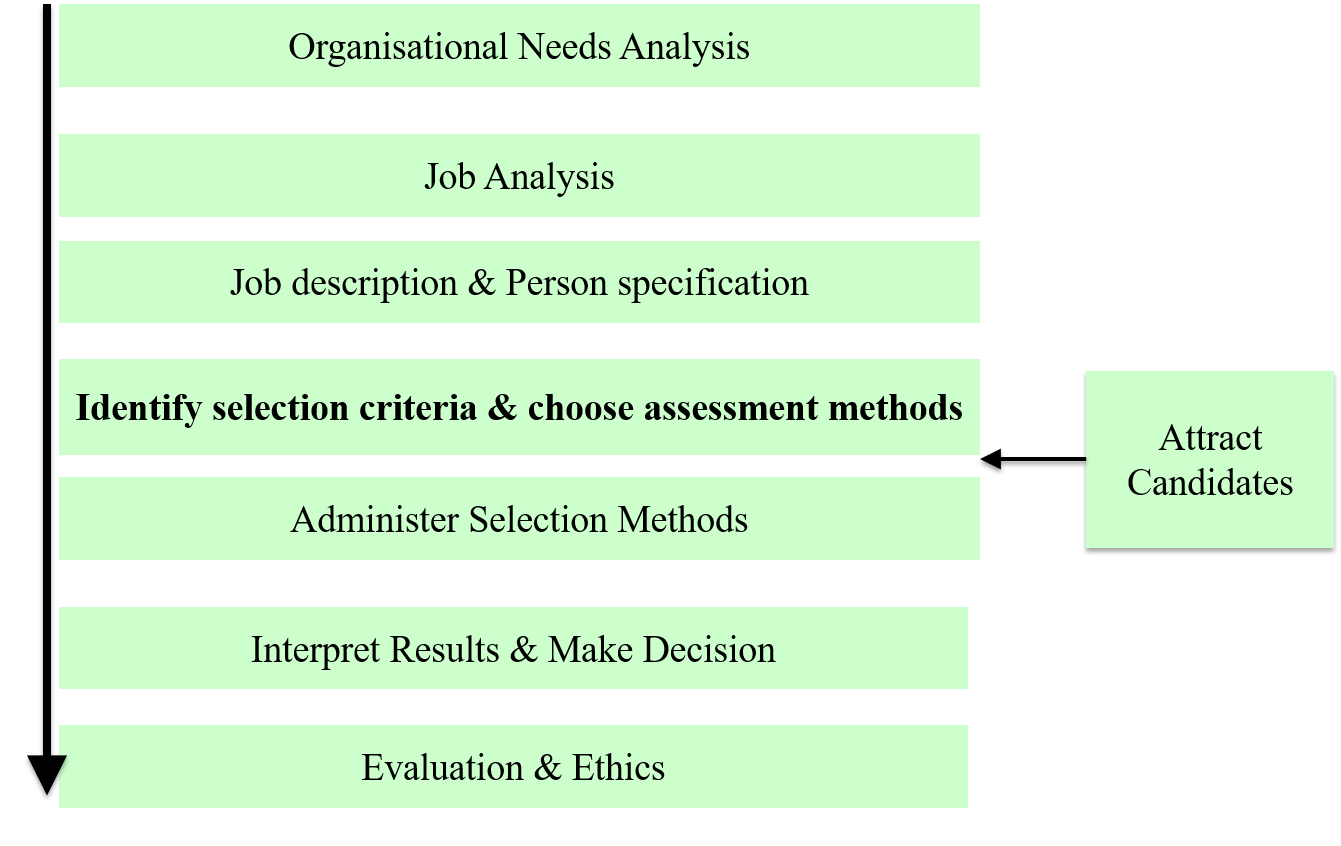 Organisational Needs Analysis
Job Analysis
Job description & Person specification
Identify selection criteria & choose assessment methods
Attract
Candidates
Administer Selection Methods
Interpret Results & Make Decision
Evaluation & Ethics